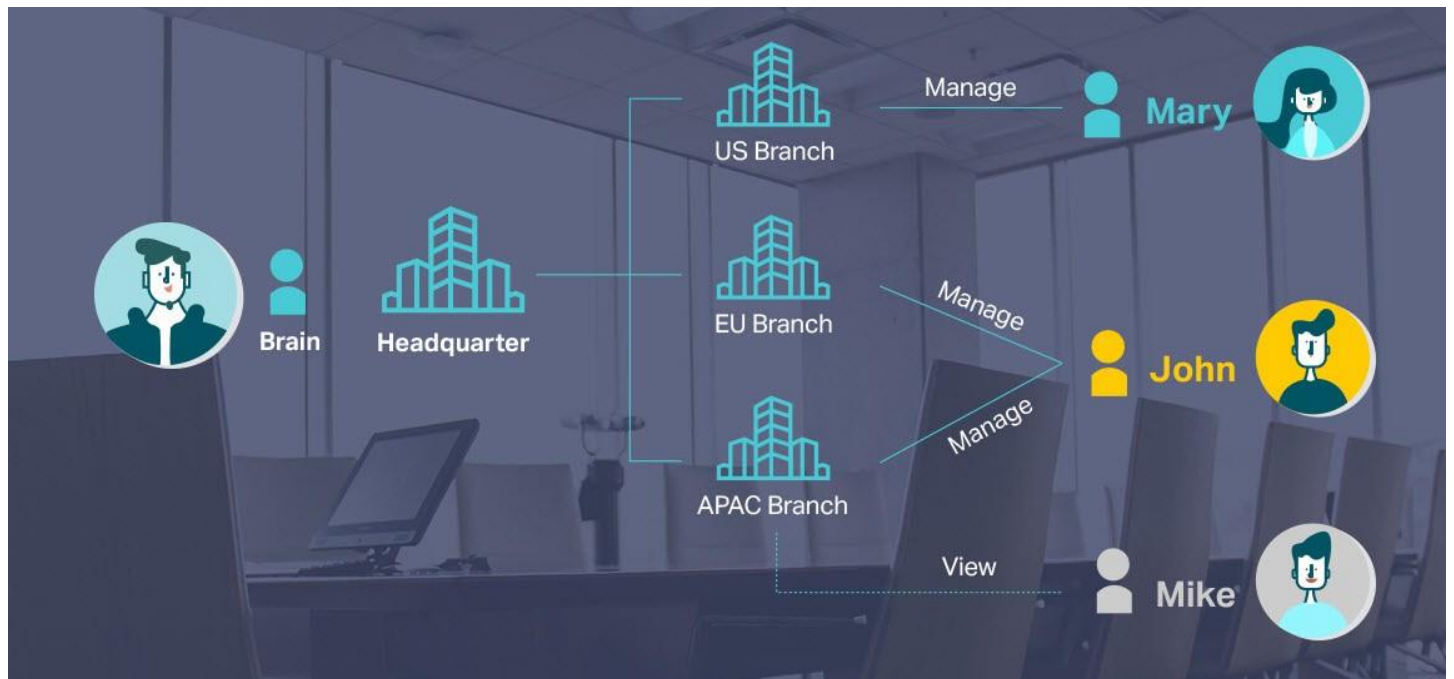 US Branch
Manage
Mary
Brain
Headquarter
EU Branch
Manage
John
Manage
APAC Branch
View
Mike